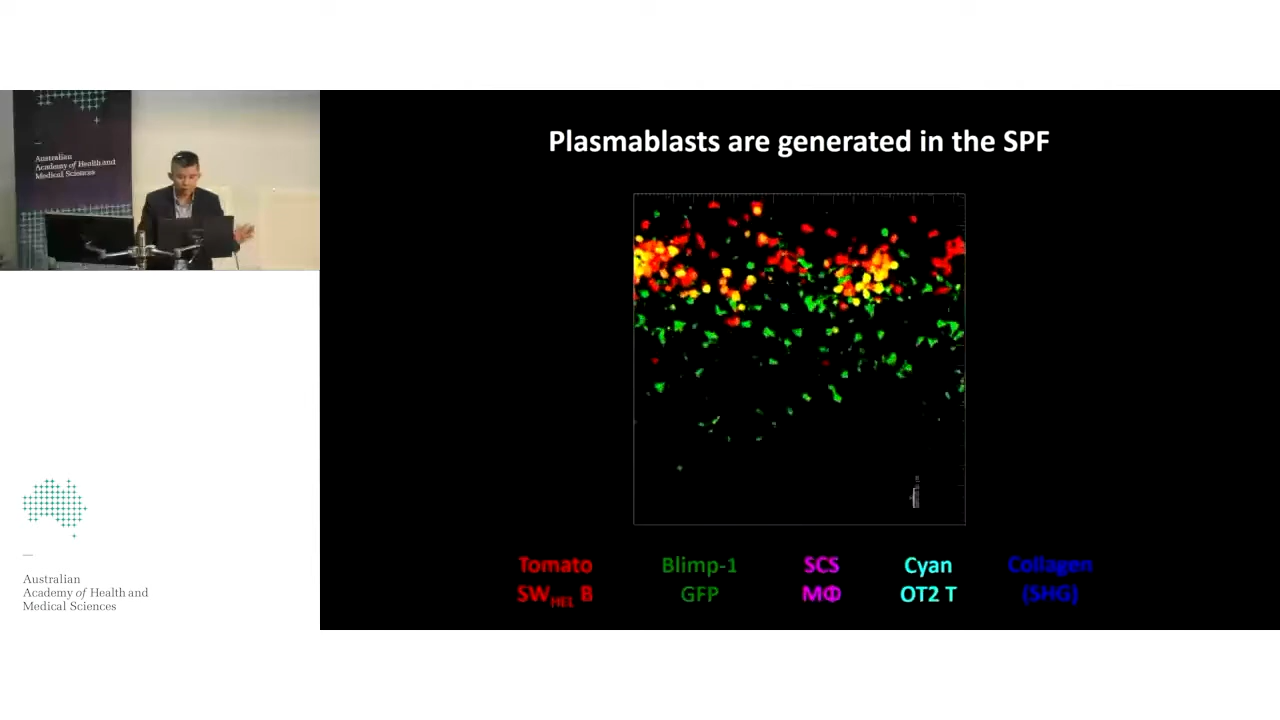 Australian
Academy of Health and
Medical Sciences
Plasmablasts are generated in the SPF
Tomato
SW_HEL B
Blimp-1
GFP
SCS
MΦ
Cyan
OT2 T
Collagen
(SHG)
Australian
Academy of Health and
Medical Sciences